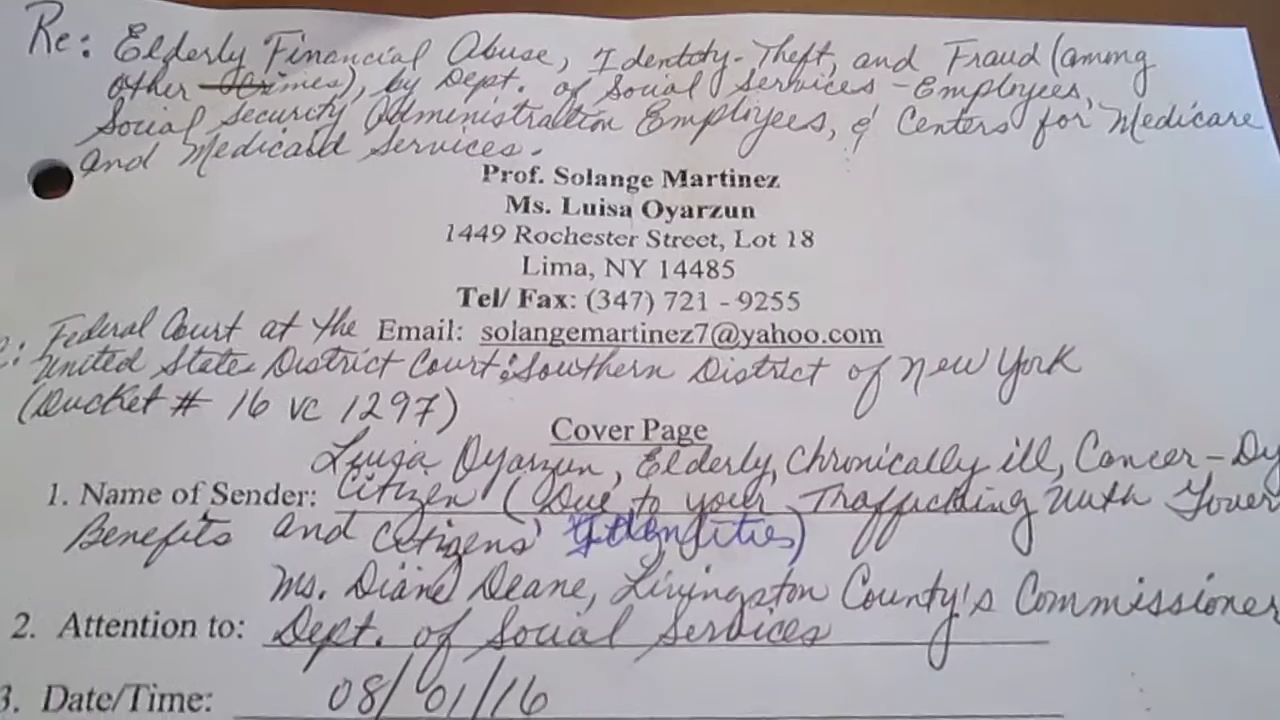 Re: Elderly Financial Abuse, Identity-Theft, and Fraud (among
other Crimes), by Dept. of Social Services-Employees,
Social Security Administration Employees, & Centers for Medicare
and Medicaid Services.
Prof. Solange Martinez
Ms. Luisa Oyarzun
1449 Rochester Street, Lot 18
Lima, NY 14485
Tel/ Fax: (347) 721 - 9255
Federal Court at the Email: solangemartinez7@yahoo.com
United States District Court: Southern District of New York
(Ducket # 16 vc 1297)
Cover Page
Luisa Oyarzun, Elderly, Chronically ill, Cancer-Dy
1. Name of Sender: Citizen (Due to your Trafficking with Gover
Benefits and Citizens' Identities)
Ms. Diane Deane, Livingston County's Commissioner
2. Attention to: Dept. of Social Services
3. Date/Time: 08/01/16